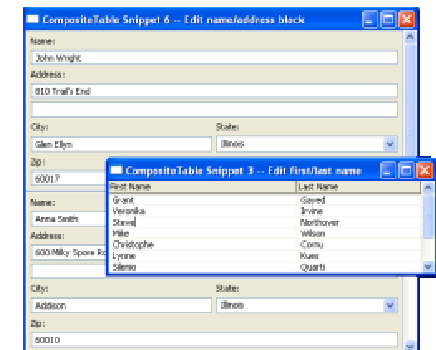 CompositeTable Snippet 6 -- Edit name/address block
Name:
John Wright
Address:
810 Trail's End
City:
State:
Glen Ellyn
Illinois
Zip:
60017
Name:
Anna Smith
Address:
600 Milky Spore Ro
City:
State:
Addison
Illinois
Zip:
60010
CompositeTable Snippet 3 -- Edit first/last name
First Name
Last Name
Grant
Gayed
Veronika
Irvine
Steve
Northover
Mike
Wilson
Christophe
Cornu
Lynne
Kues
Silenio
Quarti